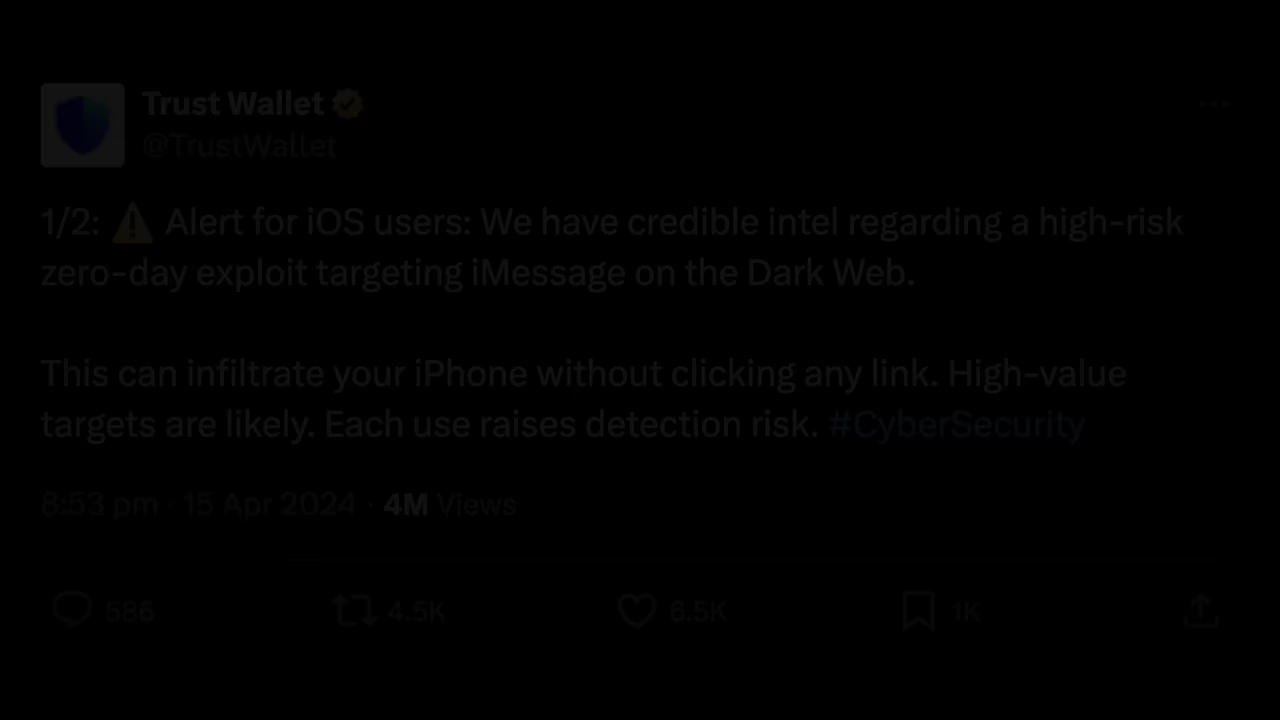 Trust Wallet
@TrustWallet
1/2: ⚠️ Alert for iOS users: We have credible intel regarding a high-risk
zero-day exploit targeting iMessage on the Dark Web.
This can infiltrate your iPhone without clicking any link. High-value
targets are likely. Each use raises detection risk. #CyberSecurity
8:53 pm · 15 Apr 2024 · 4M Views
586 4.5K 6.5K 1K